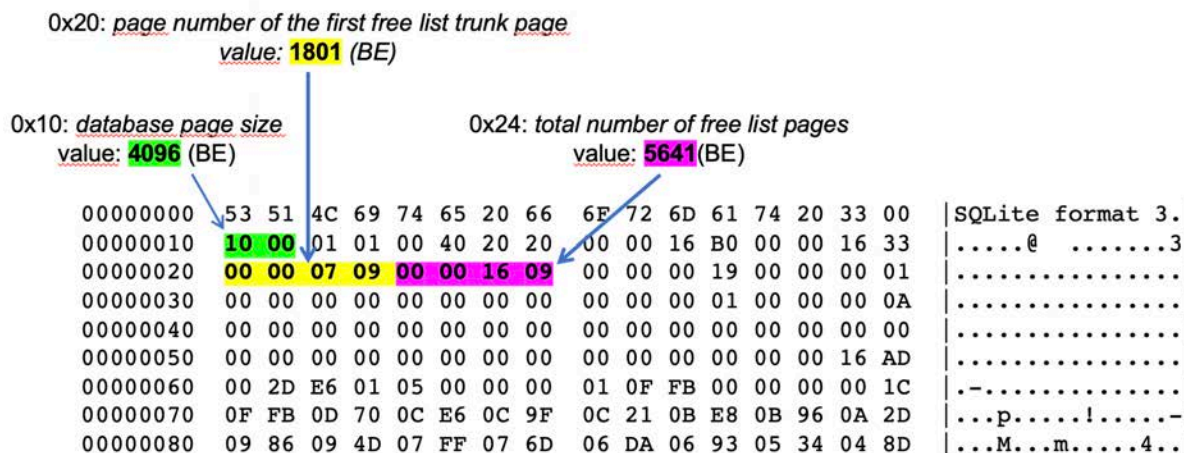 0x20: page number of the first free list trunk page
value: 1801 (BE)
0x10: database page size
value: 4096 (BE)
0x24: total number of free list pages
value: 5641(BE)
00000000 53 51 4C 69 74 65 20 66 6F 72 6D 61 74 20 33 00 |SQLite format 3.
00000010 10 00 01 01 00 40 20 20 00 00 16 B0 00 00 16 33 |.....@ .......3
00000020 00 00 07 09 00 00 16 09 00 00 00 19 00 00 00 01 |................
00000030 00 00 00 00 00 00 00 00 00 00 00 01 00 00 00 0A |................
00000040 00 00 00 00 00 00 00 00 00 00 00 00 00 00 00 00 |................
00000050 00 00 00 00 00 00 00 00 00 00 00 00 00 00 16 AD |................
00000060 00 2D E6 01 05 00 00 00 01 0F FB 00 00 00 00 1C |.-..............
00000070 0F FB 0D 70 0C E6 0C 9F 0C 21 0B E8 0B 96 0A 2D |...p.....!.....-
00000080 09 86 09 4D 07 FF 07 6D 06 DA 06 93 05 34 04 8D |...M...m.....4..